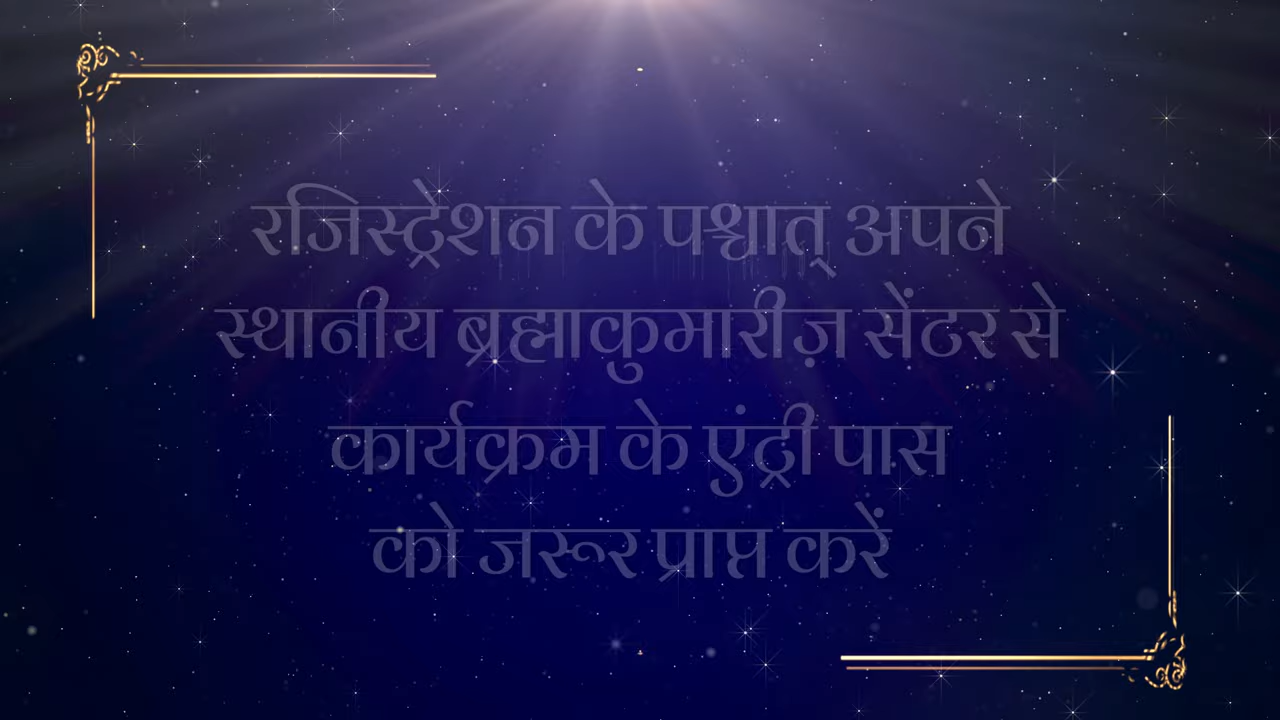 रजिस्ट्रेशन के पश्चात् अपने
स्थानीय ब्रह्माकुमारीज़ सेंटर से
कार्यक्रम के एंट्री पास
को जरूर प्राप्त करें